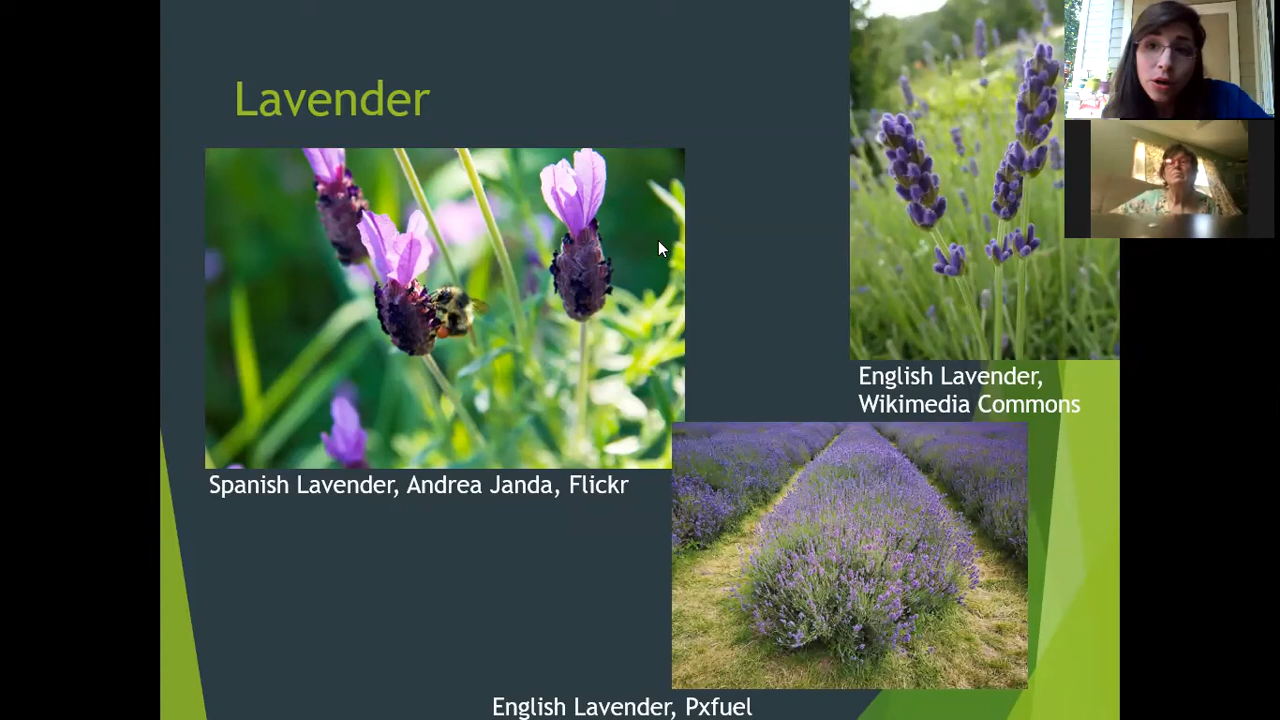 Lavender
English Lavender,
Wikimedia Commons
Spanish Lavender, Andrea Janda, Flickr
English Lavender, Pxfuel